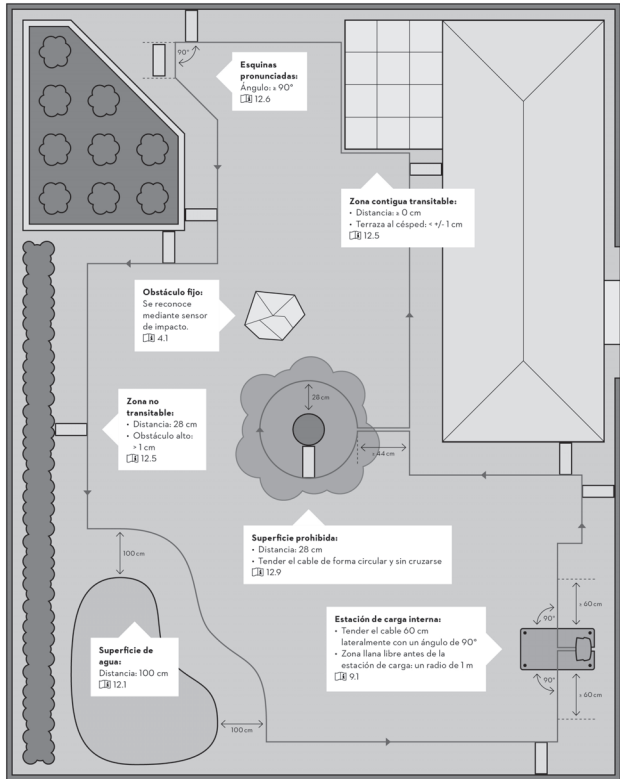 90°
Esquinas
pronunciadas:
Ángulo: ≥ 90°
12.6
Zona contigua transitable:
• Distancia: ≥ 0 cm
• Terraza al césped: < +/- 1 cm
12.5
Obstáculo fijo:
Se reconoce
mediante sensor
de impacto.
4.1
28 cm
Zona no
transitable:
• Distancia: 28 cm
• Obstáculo alto:
> 1 cm
12.5
≥ 44 cm
Superficie prohibida:
• Distancia: 28 cm
• Tender el cable de forma circular y sin cruzarse
12.9
100 cm
Estación de carga interna:
• Tender el cable 60 cm
lateralmente con un ángulo de 90°
• Zona llana libre antes de la
estación de carga: un radio de 1 m
9.1
90°
≥ 60 cm
90°
≥ 60 cm
Superficie de
agua:
Distancia: 100 cm
12.1
100 cm